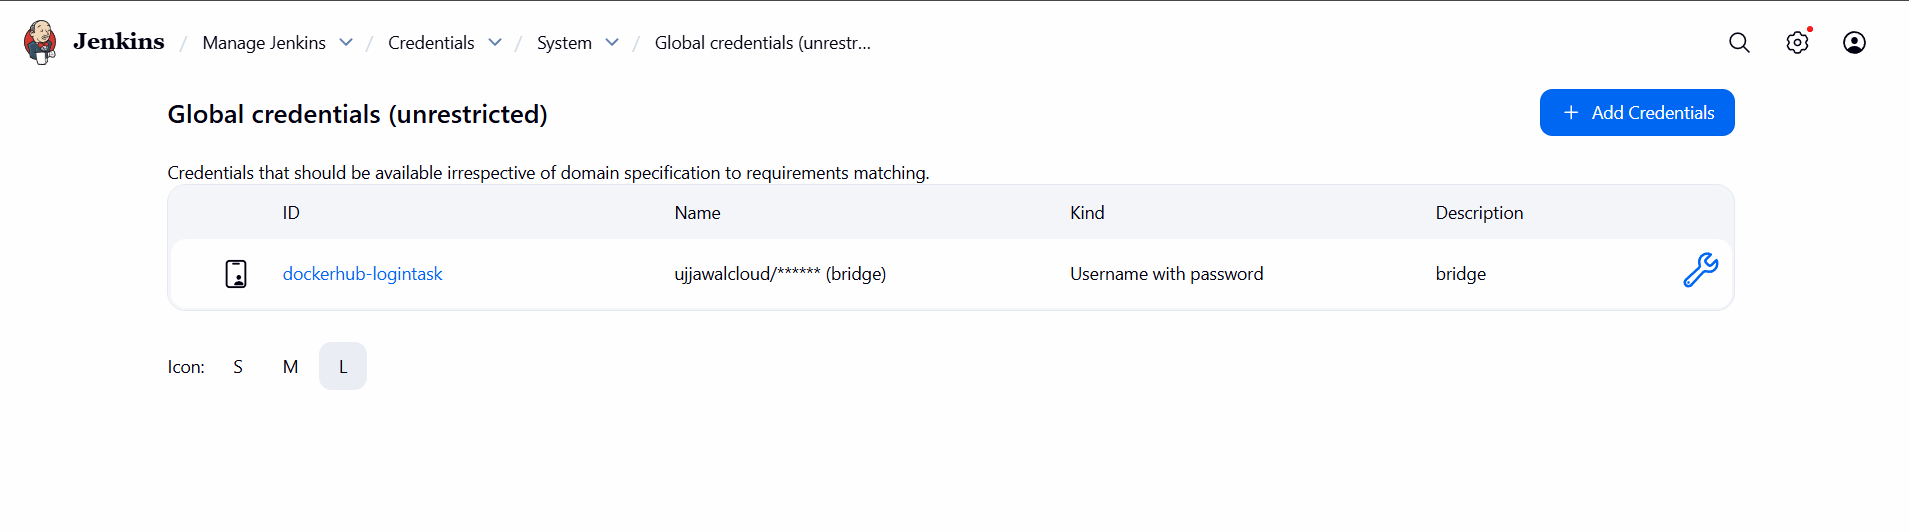 Jenkins / Manage Jenkins / Credentials / System / Global credentials (unrestr...
Global credentials (unrestricted)
+ Add Credentials
Credentials that should be available irrespective of domain specification to requirements matching.
ID Name Kind Description
dockerhub-logintask ujjawalcloud/****** (bridge) Username with password bridge
Icon: S M L